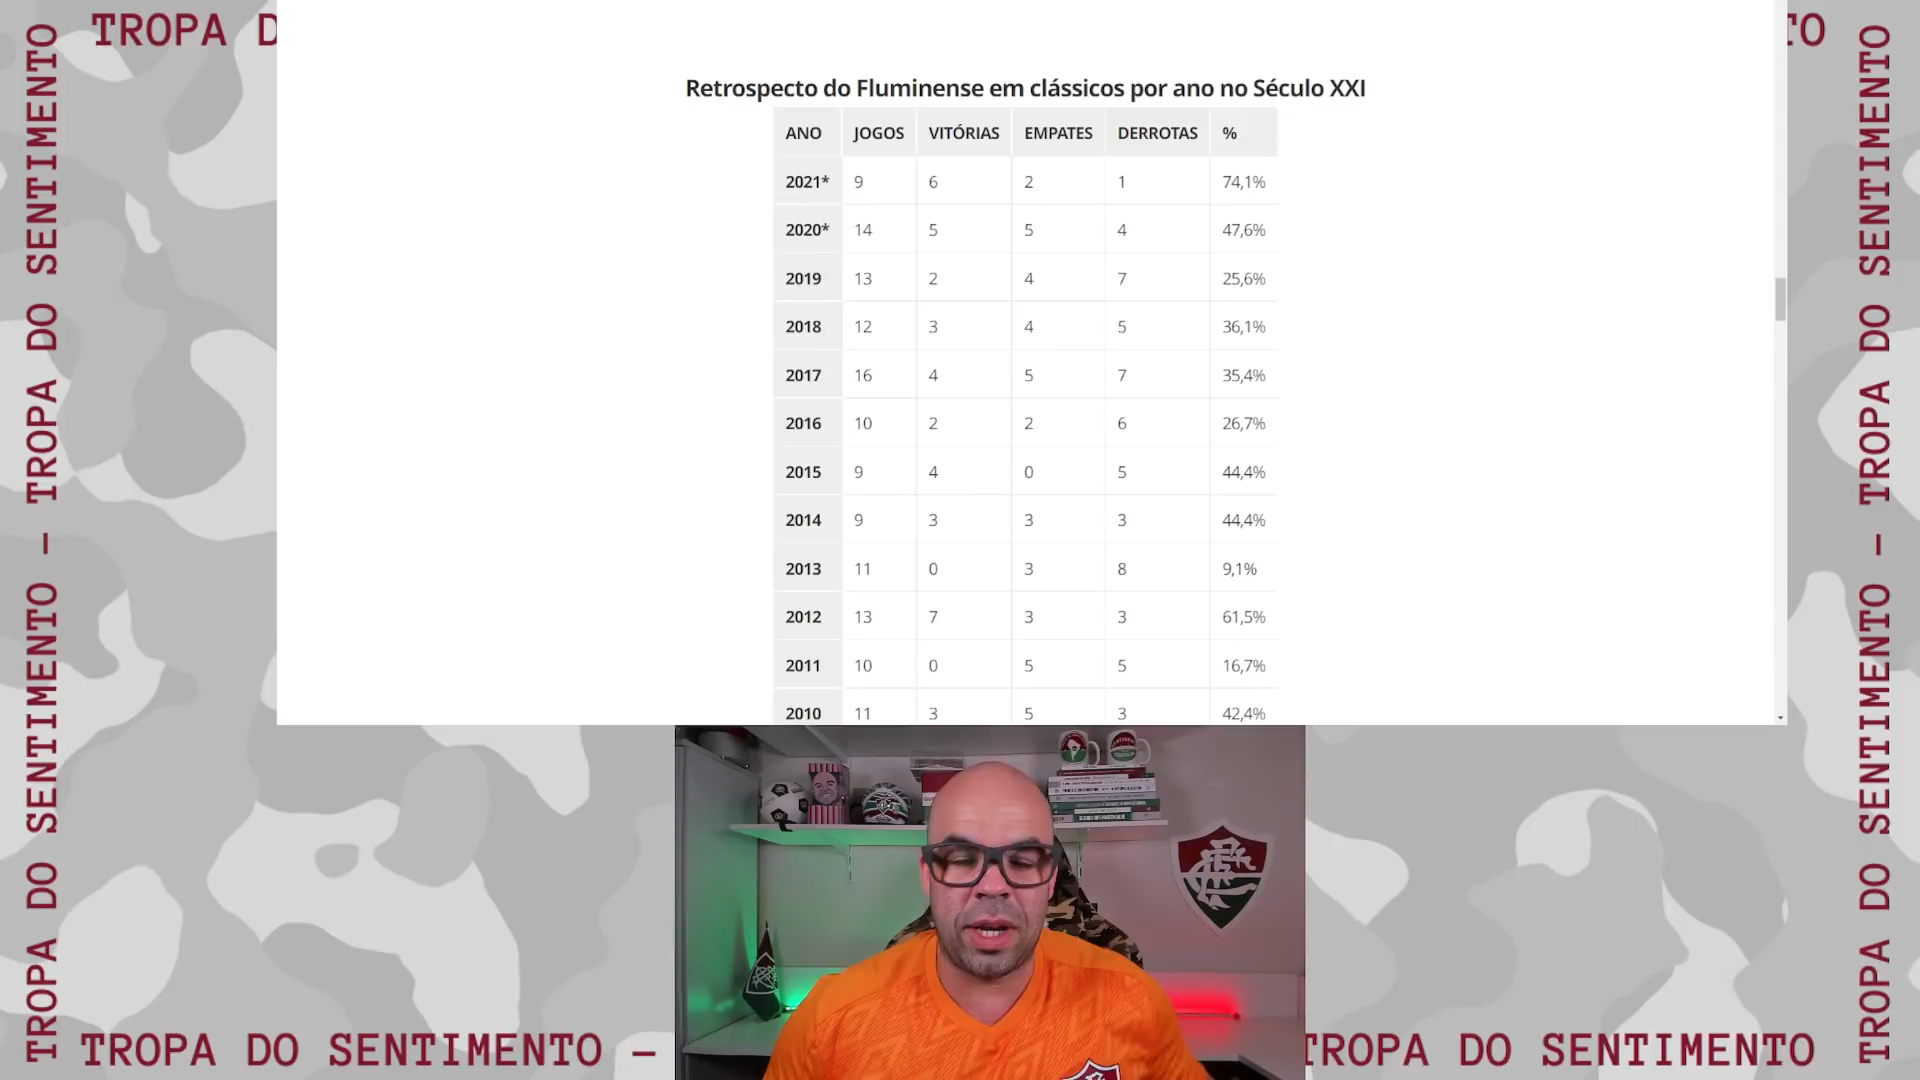 TROPA D
TO
TROPA DO SENTIMENTO – TROPA DO SENTIMENTO
Retrospecto do Fluminense em clássicos por ano no Século XXI
ANO JOGOS VITÓRIAS EMPATES DERROTAS %
2021* 9 6 2 1 74,1%
2020* 14 5 5 4 47,6%
2019 13 2 4 7 25,6%
2018 12 3 4 5 36,1%
2017 16 4 5 7 35,4%
2016 10 2 2 6 26,7%
2015 9 4 0 5 44,4%
2014 9 3 3 3 44,4%
2013 11 0 3 8 9,1%
2012 13 7 3 3 61,5%
2011 10 0 5 5 16,7%
2010 11 3 5 3 42,4%
TROPA DO SENTIMENTO – TROPA DO SENTIMENTO
TROPA DO SENTIMENTO –
TROPA DO SENTIMENTO